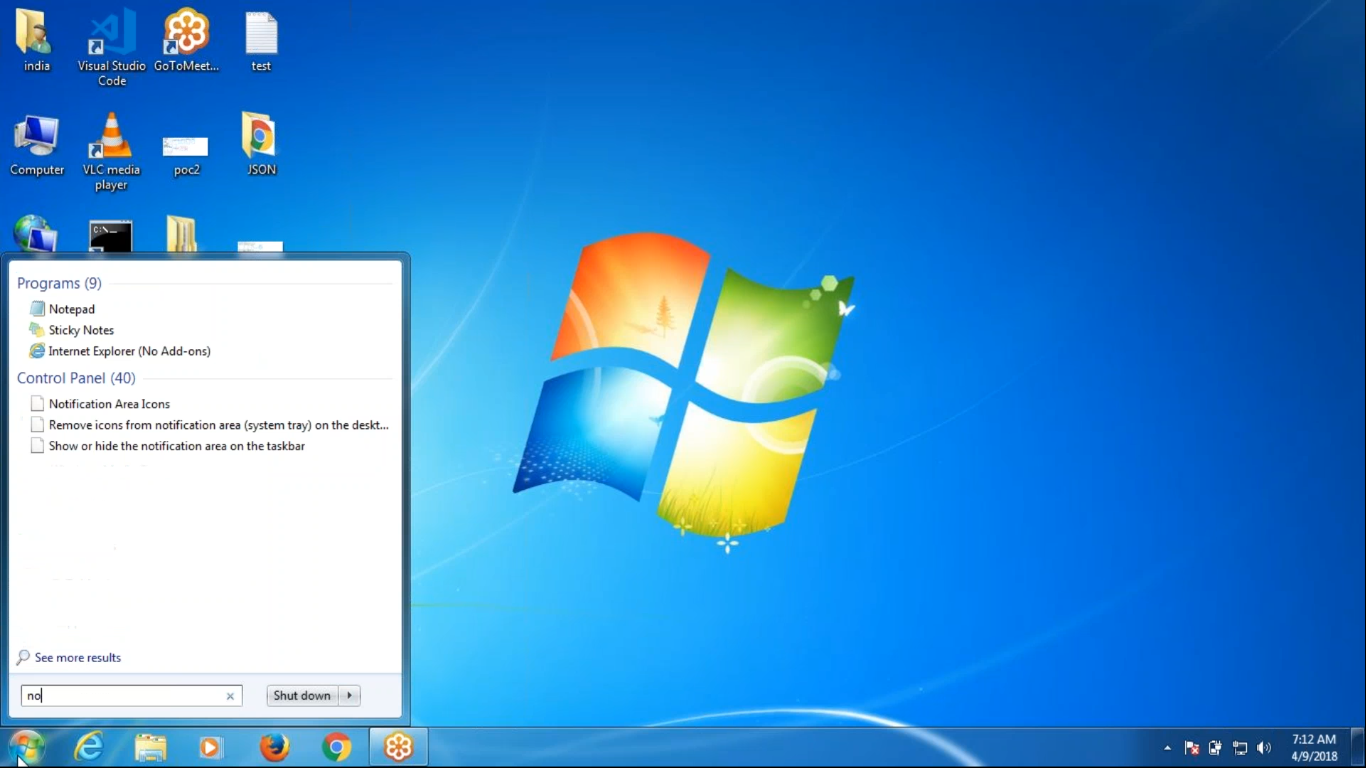 india
Visual Studio
Code
GoToMeet...
test
Computer
VLC media
player
poc2
JSON
C:\
Programs (9)
Notepad
Sticky Notes
Internet Explorer (No Add-ons)
Control Panel (40)
Notification Area Icons
Remove icons from notification area (system tray) on the deskt...
Show or hide the notification area on the taskbar
See more results
no
Shut down
7:12 AM
4/9/2018